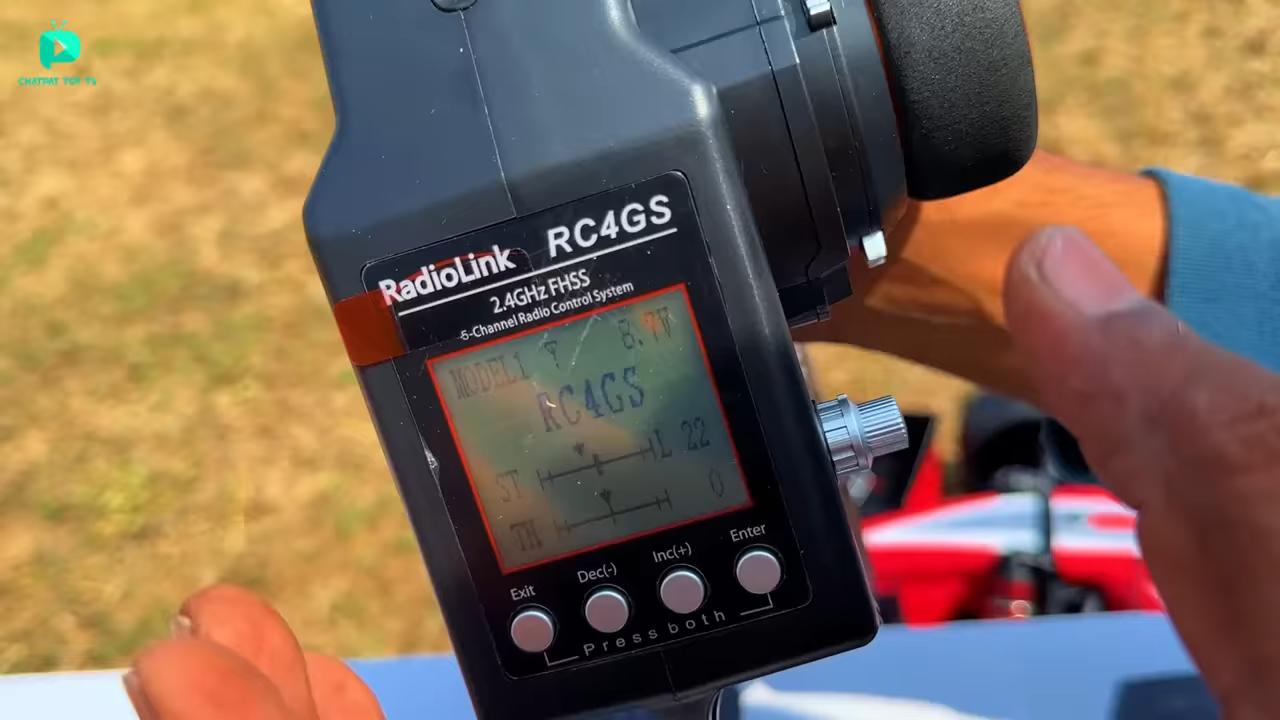 CHATPAT TOY TV
RadioLink RC4GS
2.4GHz FHSS
5-Channel Radio Control System
MODEL1 8.7V
RC4GS
ST L 22
TH 0
Exit Dec(-) Inc(+) Enter
Press both